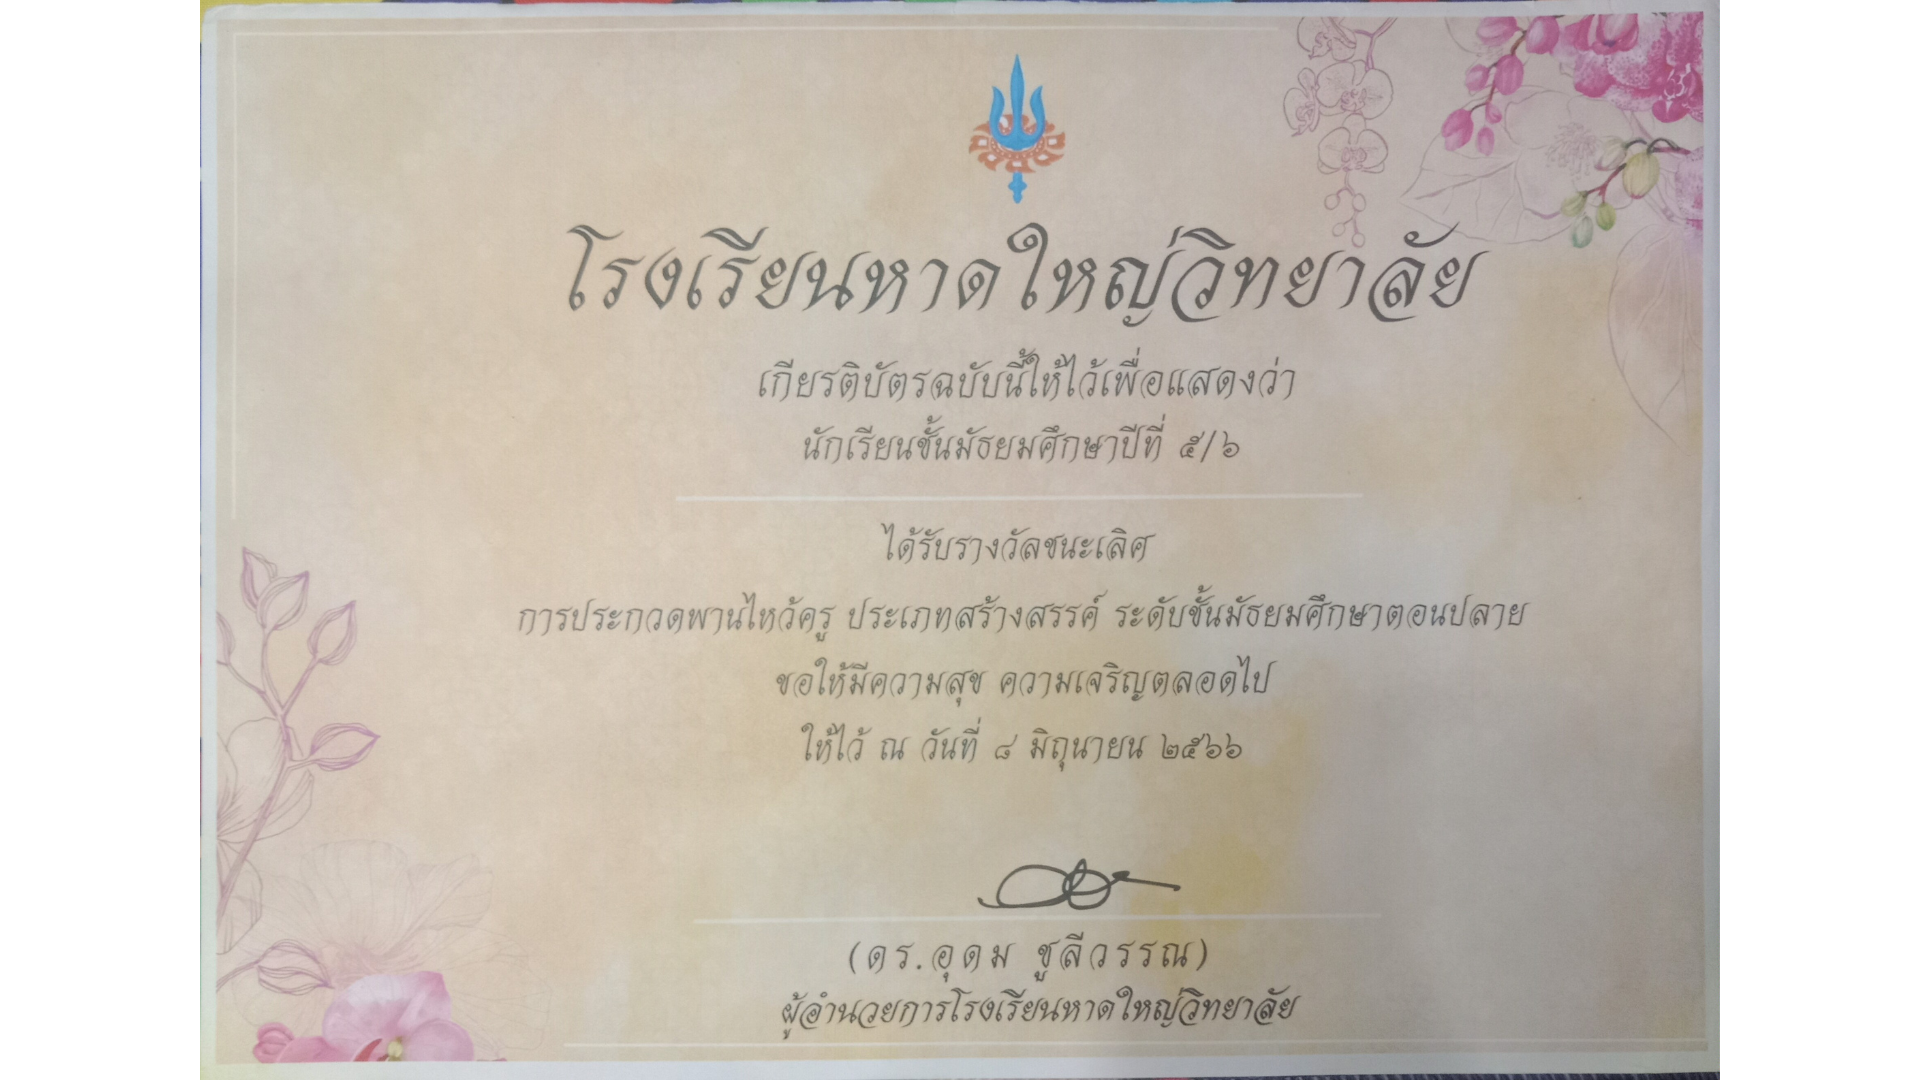 โรงเรียนหาดใหญ่วิทยาลัย
เกียรติบัตรฉบับนี้ให้ไว้เพื่อแสดงว่า
นักเรียนชั้นมัธยมศึกษาปีที่ ๕/๖
ได้รับรางวัลชนะเลิศ
การประกวดพานไหว้ครู ประเภทสร้างสรรค์ ระดับชั้นมัธยมศึกษาตอนปลาย
ขอให้มีความสุข ความเจริญตลอดไป
ให้ไว้ ณ วันที่ ๘ มิถุนายน ๒๕๖๖
(ดร.อุดม ชูลีวรรณ)
ผู้อำนวยการโรงเรียนหาดใหญ่วิทยาลัย